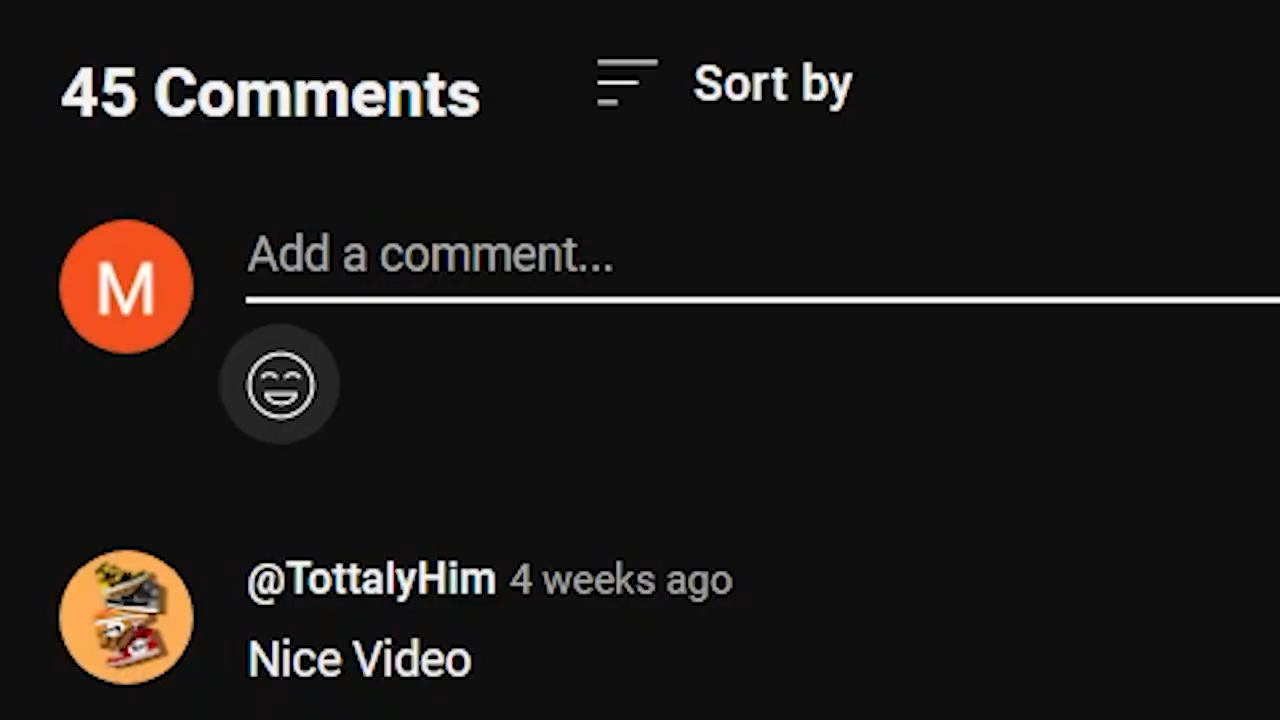 45 Comments
Sort by
M
Add a comment...
@TottalyHim 4 weeks ago
Nice Video